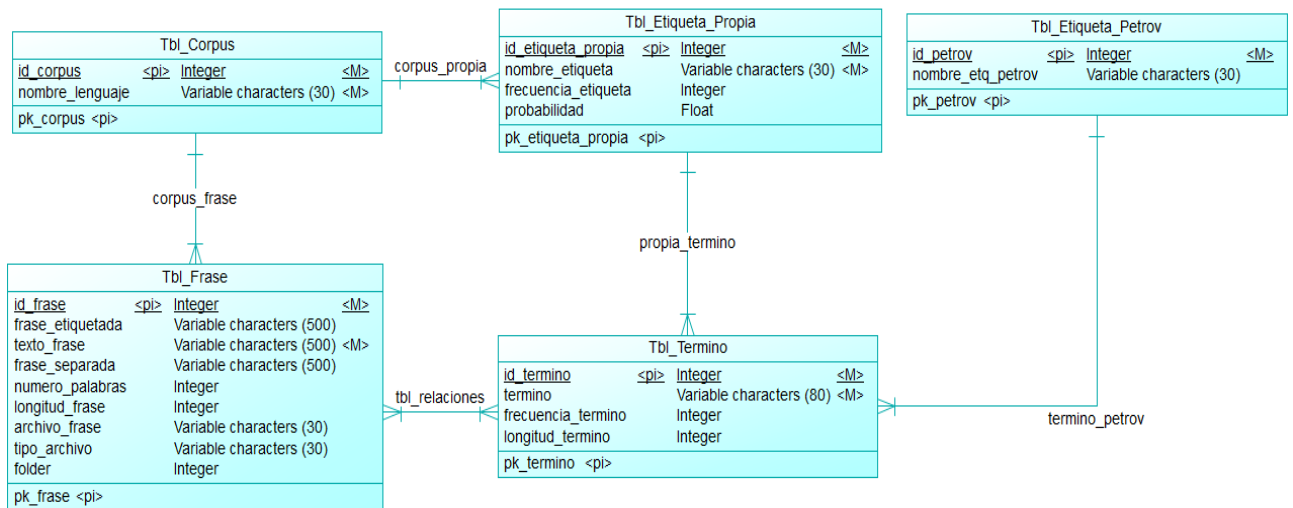 Tbl_Corpus
id_corpus <pi> Integer <M>
nombre_lenguaje Variable characters (30) <M>
pk_corpus <pi>
corpus_propia
Tbl_Etiqueta_Propia
id_etiqueta_propia <pi> Integer <M>
nombre_etiqueta Variable characters (30) <M>
frecuencia_etiqueta Integer
probabilidad Float
pk_etiqueta_propia <pi>
Tbl_Etiqueta_Petrov
id_petrov <pi> Integer <M>
nombre_etq_petrov Variable characters (30)
pk_petrov <pi>
corpus_frase
propia_termino
Tbl_Frase
id_frase <pi> Integer <M>
frase_etiquetada Variable characters (500)
texto_frase Variable characters (500) <M>
frase_separada Variable characters (500)
numero_palabras Integer
longitud_frase Integer
archivo_frase Variable characters (30)
tipo_archivo Variable characters (30)
folder Integer
pk_frase <pi>
tbl_relaciones
Tbl_Termino
id_termino <pi> Integer <M>
termino Variable characters (80) <M>
frecuencia_termino Integer
longitud_termino Integer
pk_termino <pi>
termino_petrov